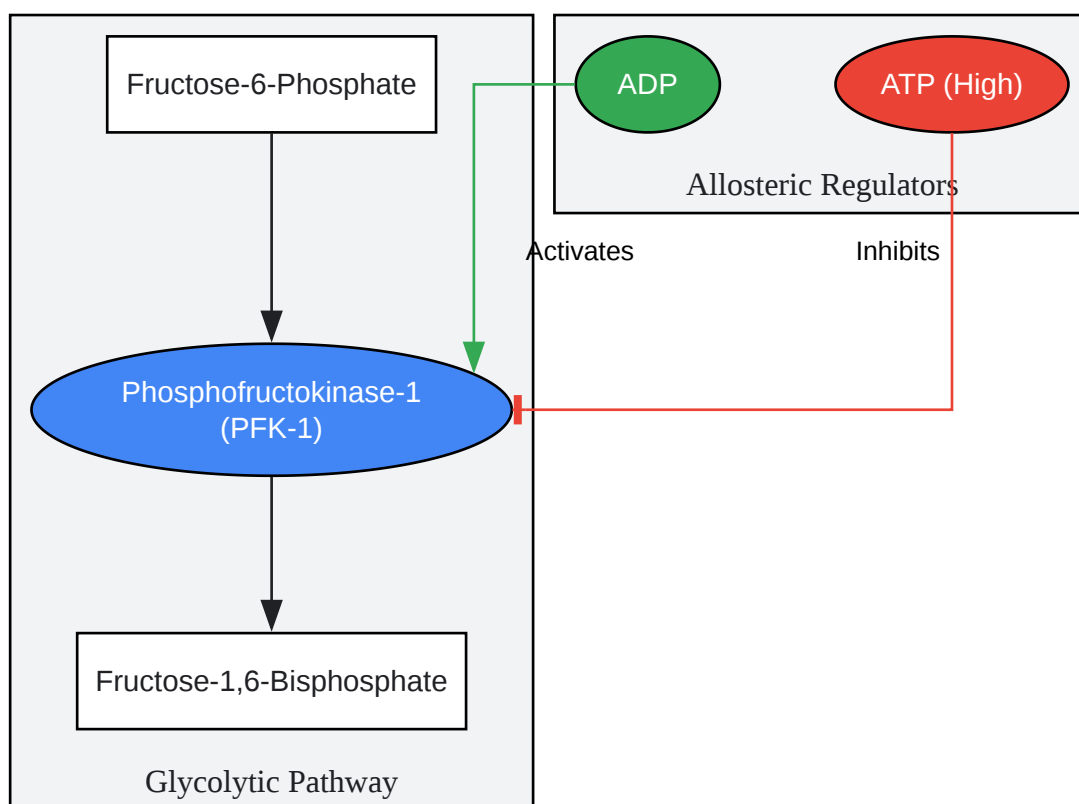 Fructose-6-Phosphate
ADP
ATP (High)
Allosteric Regulators
Activates
Inhibits
Phosphofructokinase-1
(PFK-1)
Fructose-1,6-Bisphosphate
Glycolytic Pathway